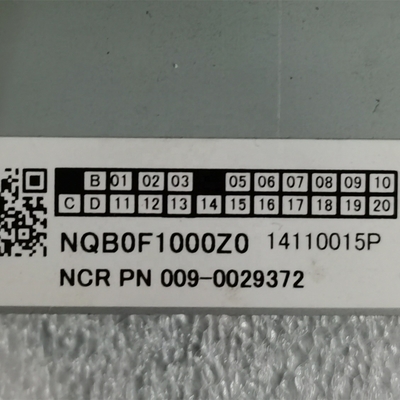 B 01 02 03 05 06 07 08 09 10
C D 11 12 13 14 15 16 17 18 19 20
NQB0F1000Z0 14110015P
NCR PN 009-0029372